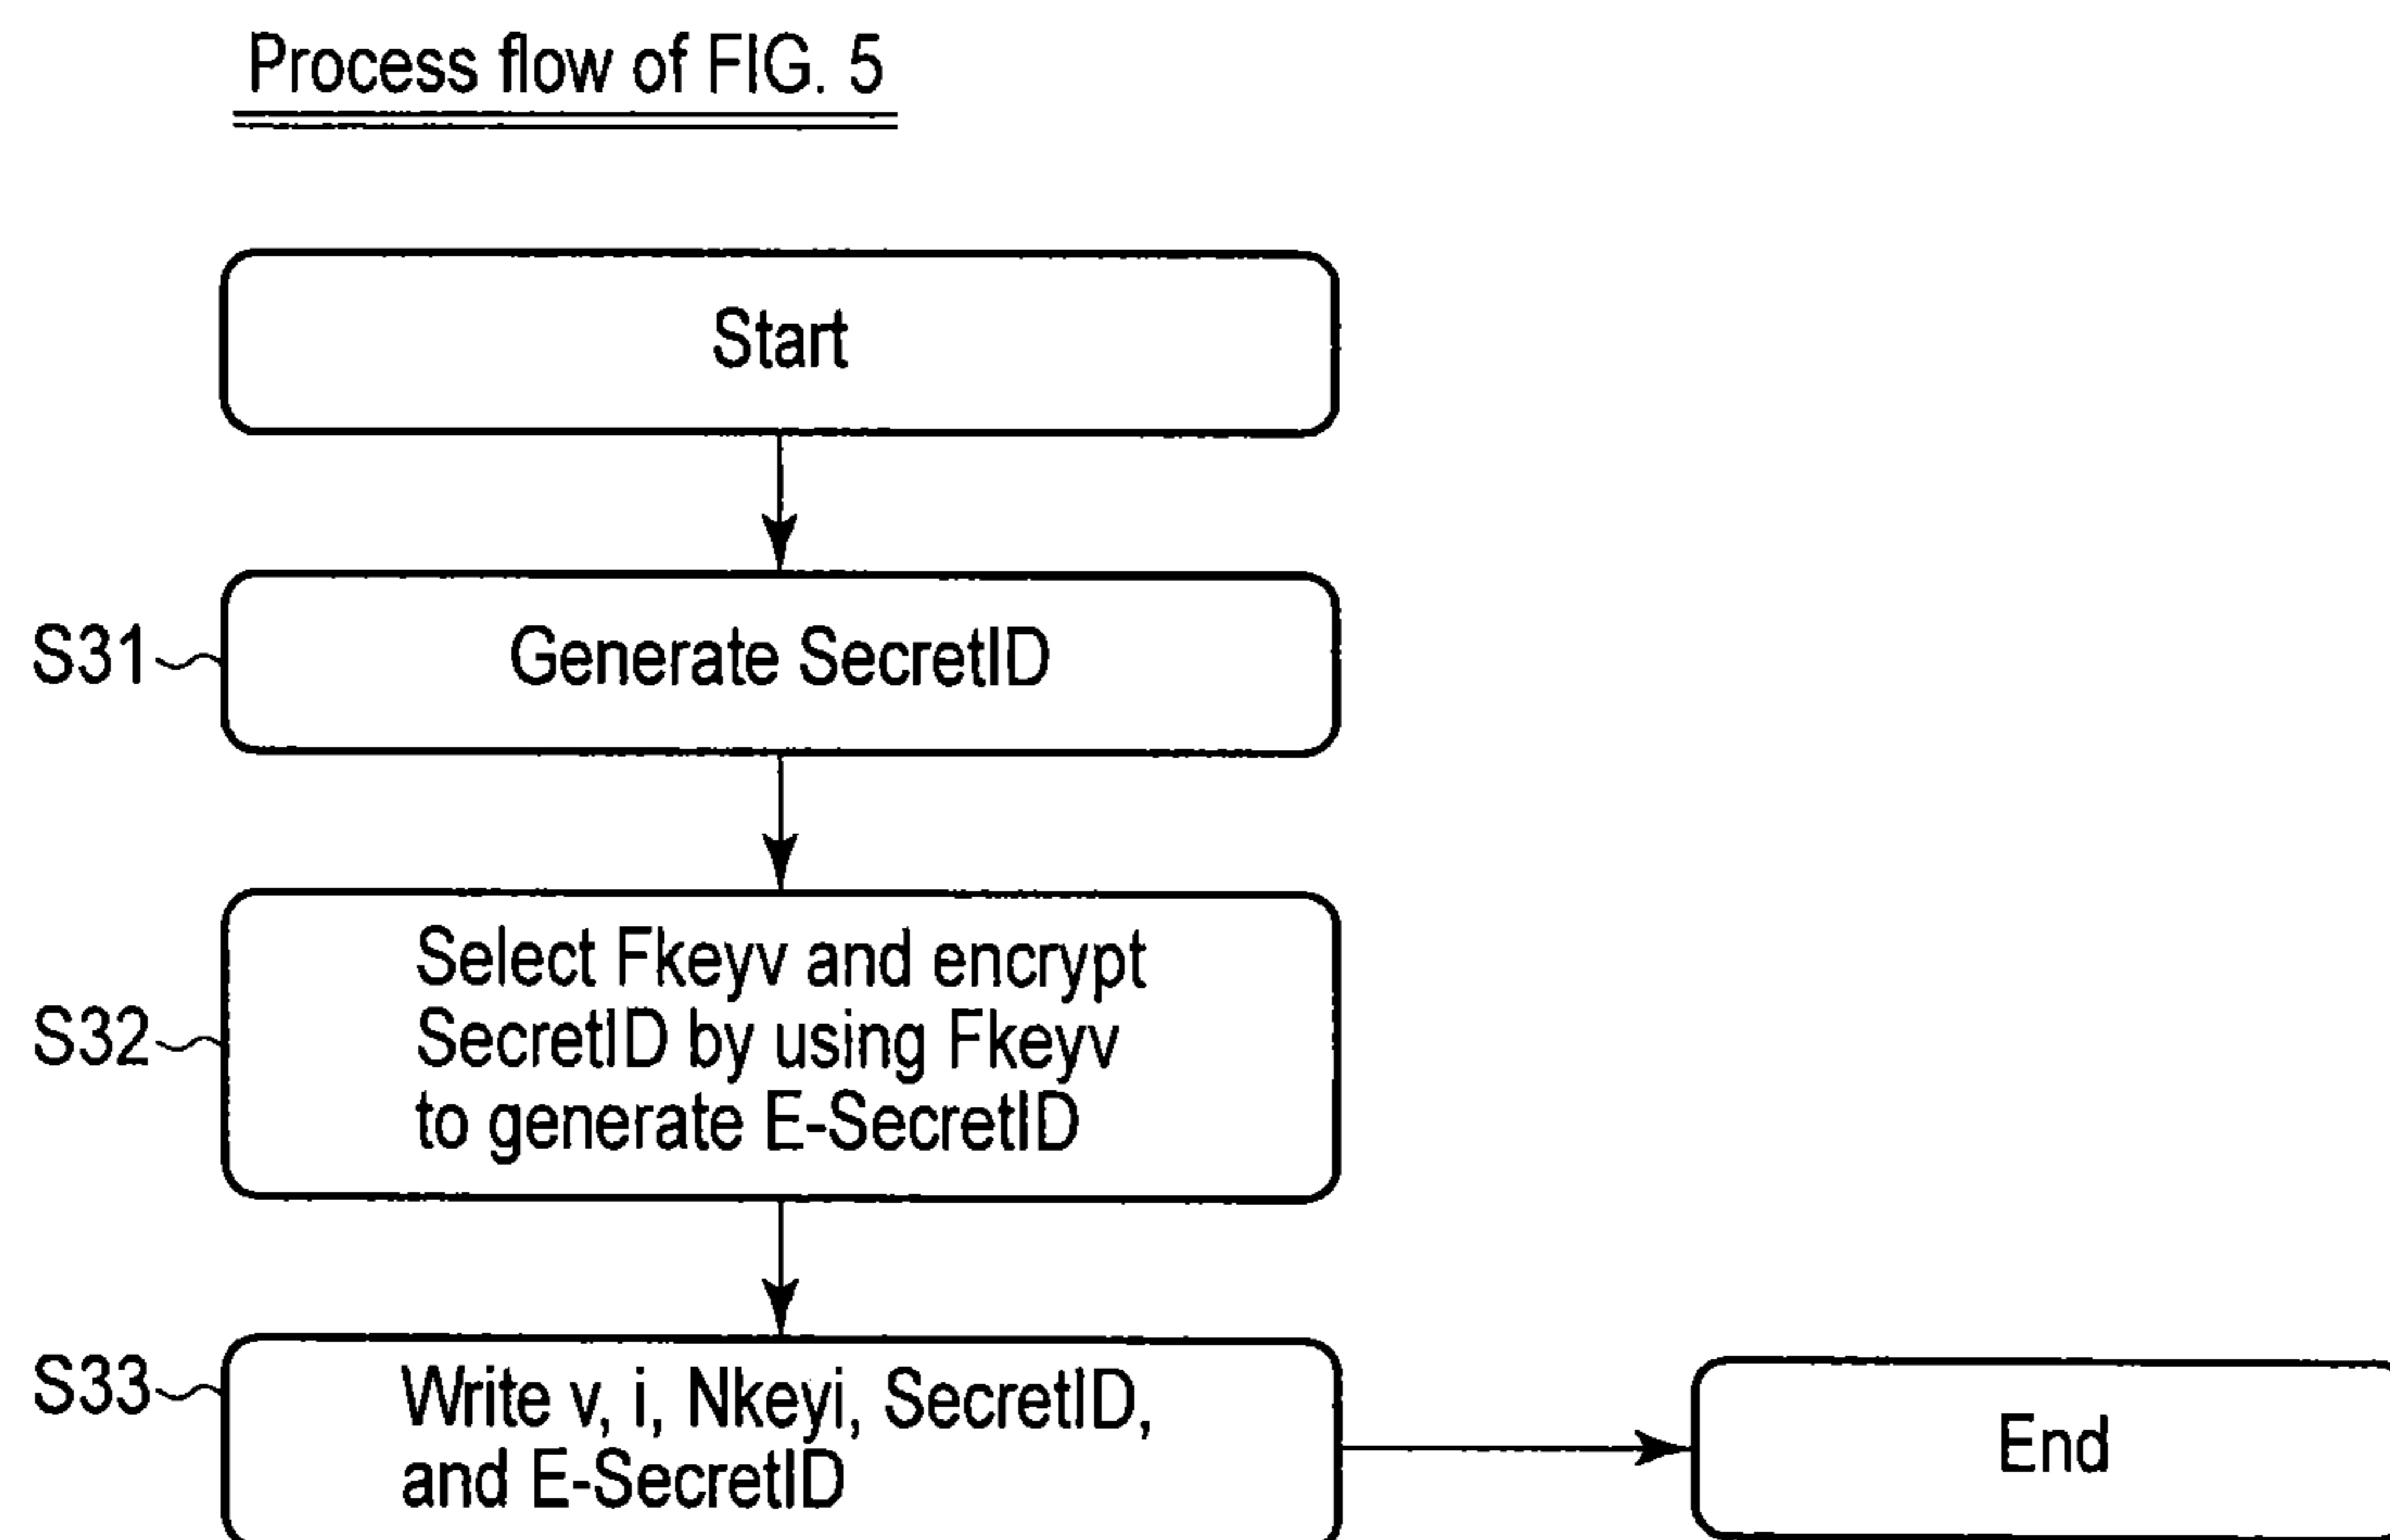 Process flow of FIG. 5
Start
S31
Generate SecretID
S32
Select Fkeyv and encrypt
SecretID by using Fkeyv
to generate E-SecretID
S33
Write v, i, Nkeyi, SecretID,
and E-SecretID
End